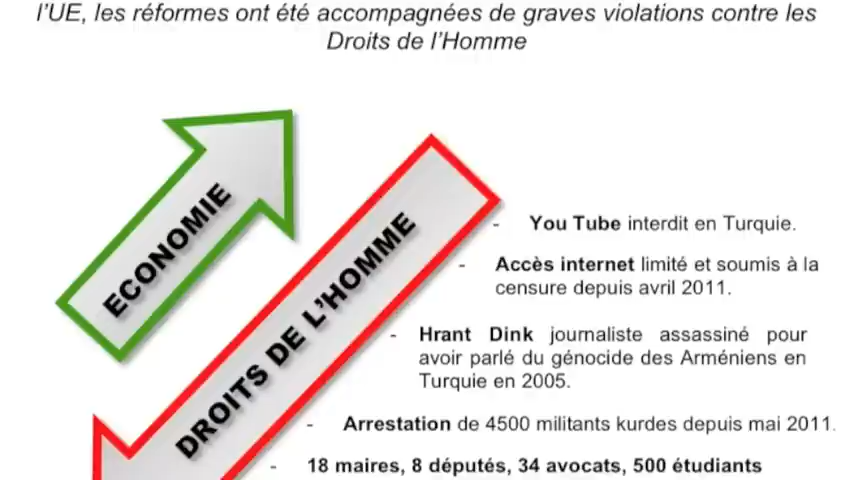 l’UE, les réformes ont été accompagnées de graves violations contre les
Droits de l’Homme
ECONOMIE
DROITS DE L’HOMME
- You Tube interdit en Turquie.
- Accès internet limité et soumis à la
censure depuis avril 2011.
- Hrant Dink journaliste assassiné pour
avoir parlé du génocide des Arméniens en
Turquie en 2005.
- Arrestation de 4500 militants kurdes depuis mai 2011.
- 18 maires, 8 députés, 34 avocats, 500 étudiants